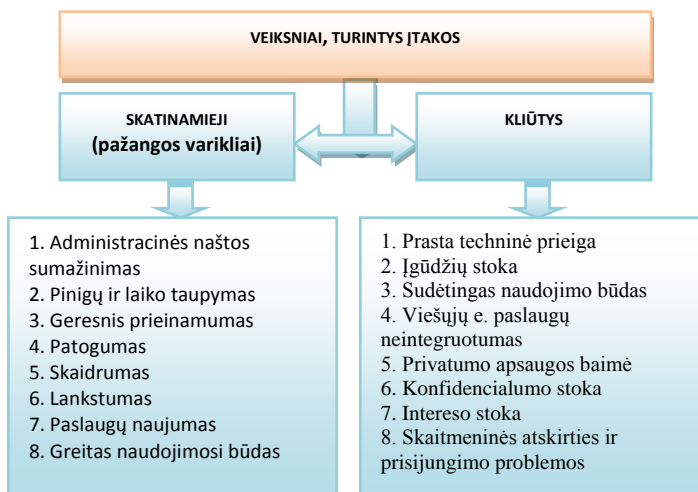 VEIKSNIAI, TURINTYS ĮTAKOS
SKATINAMIEJI
(pažangos varikliai)
KLIŪTYS
1. Administracinės naštos
sumažinimas
2. Pinigų ir laiko taupymas
3. Geresnis prieinamumas
4. Patogumas
5. Skaidrumas
6. Lankstumas
7. Paslaugų naujumas
8. Greitas naudojimosi būdas
1. Prasta techninė prieiga
2. Įgūdžių stoka
3. Sudėtingas naudojimo būdas
4. Viešųjų e. paslaugų
neintegruotumas
5. Privatumo apsaugos baimė
6. Konfidencialumo stoka
7. Intereso stoka
8. Skaitmeninės atskirties ir
prisijungimo problemos